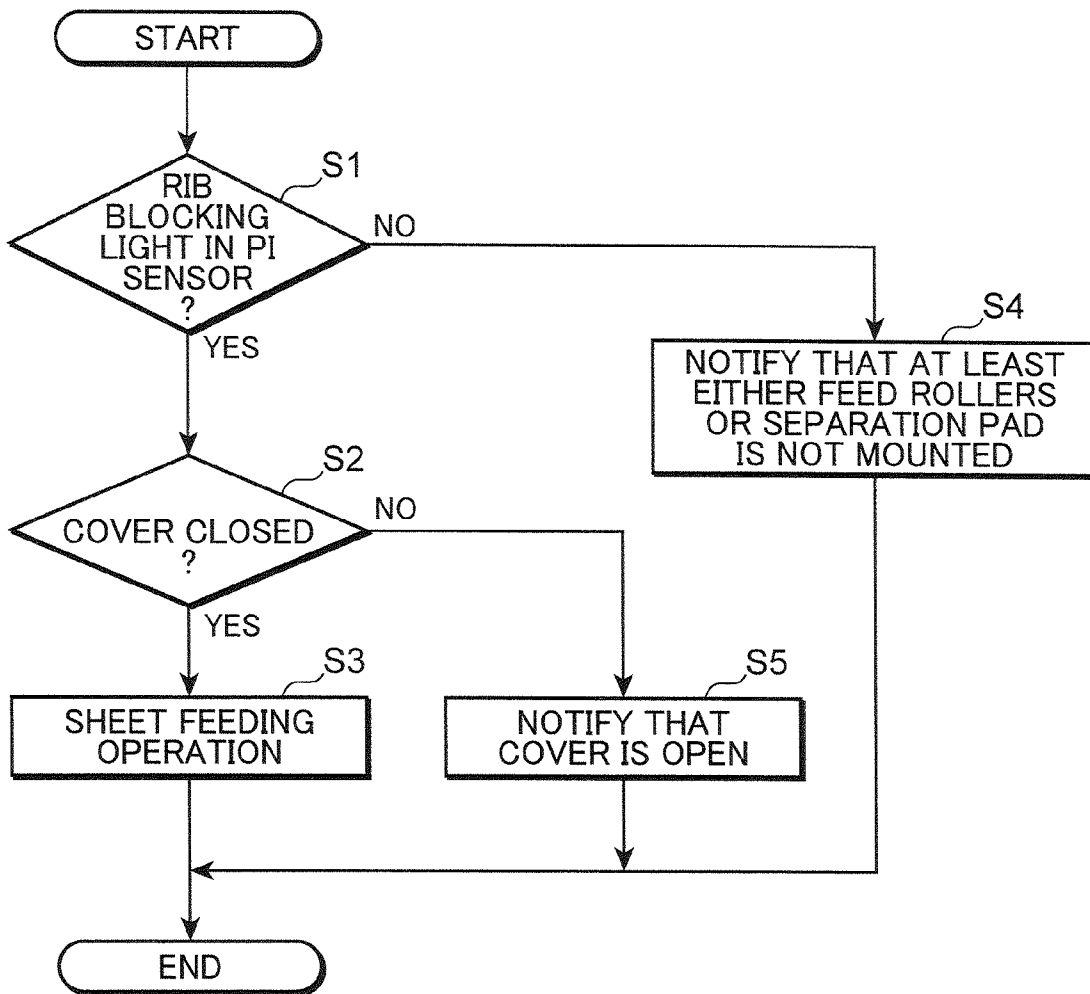 START
S1
RIB
BLOCKING
LIGHT IN PI
SENSOR
?
NO
YES
S4
NOTIFY THAT AT LEAST
EITHER FEED ROLLERS
OR SEPARATION PAD
IS NOT MOUNTED
S2
COVER CLOSED
?
NO
YES
S3
SHEET FEEDING
OPERATION
S5
NOTIFY THAT
COVER IS OPEN
END